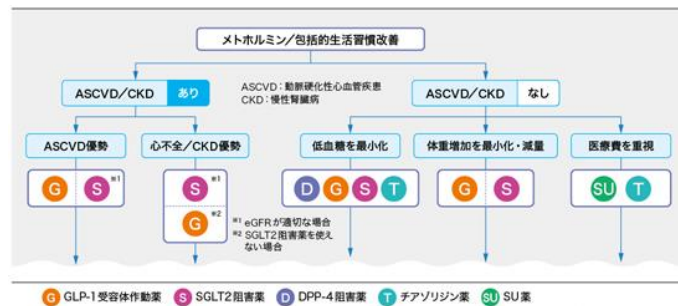 メトホルミン/包括的生活習慣改善
ASCVD/CKD あり
ASCVD:動脈硬化性心血管疾患
CKD:慢性腎臓病
ASCVD/CKD なし
ASCVD優勢
心不全/CKD優勢
低血糖を最小化
体重増加を最小化・減量
医療費を重視
G S ※1
S ※1
G ※2
D G S T
G S
SU T
※1 eGFRが適切な場合
※2 SGLT2阻害薬を使え
ない場合
G GLP-1受容体作動薬 S SGLT2阻害薬 D DPP-4阻害薬 T チアゾリジン薬 SU SU薬